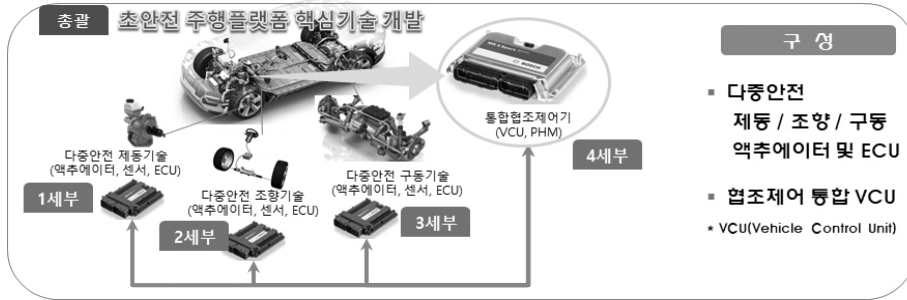 총괄
초안전 주행플랫폼 핵심기술 개발
BOSCH
통합협조제어기
(VCU, PHM)
4세부
다중안전 제동기술
(액추에이터, 센서, ECU)
1세부
다중안전 조향기술
(액추에이터, 센서, ECU)
2세부
다중안전 구동기술
(액추에이터, 센서, ECU)
3세부
구 성
▪ 다중안전
제동 / 조향 / 구동
액추에이터 및 ECU
▪ 협조제어 통합 VCU
* VCU(Vehicle Control Unit)